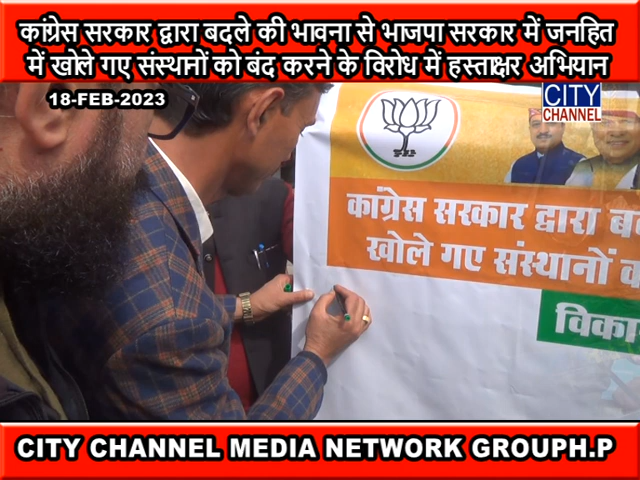 कांग्रेस सरकार द्वारा बदले की भावना से भाजपा सरकार में जनहित
में खोले गए संस्थानों को बंद करने के विरोध में हस्ताक्षर अभियान
18-FEB-2023
CITY
CHANNEL
कांग्रेस सरकार द्वारा
खोले गए संस्थानों
CITY CHANNEL MEDIA NETWORK GROUPH.P